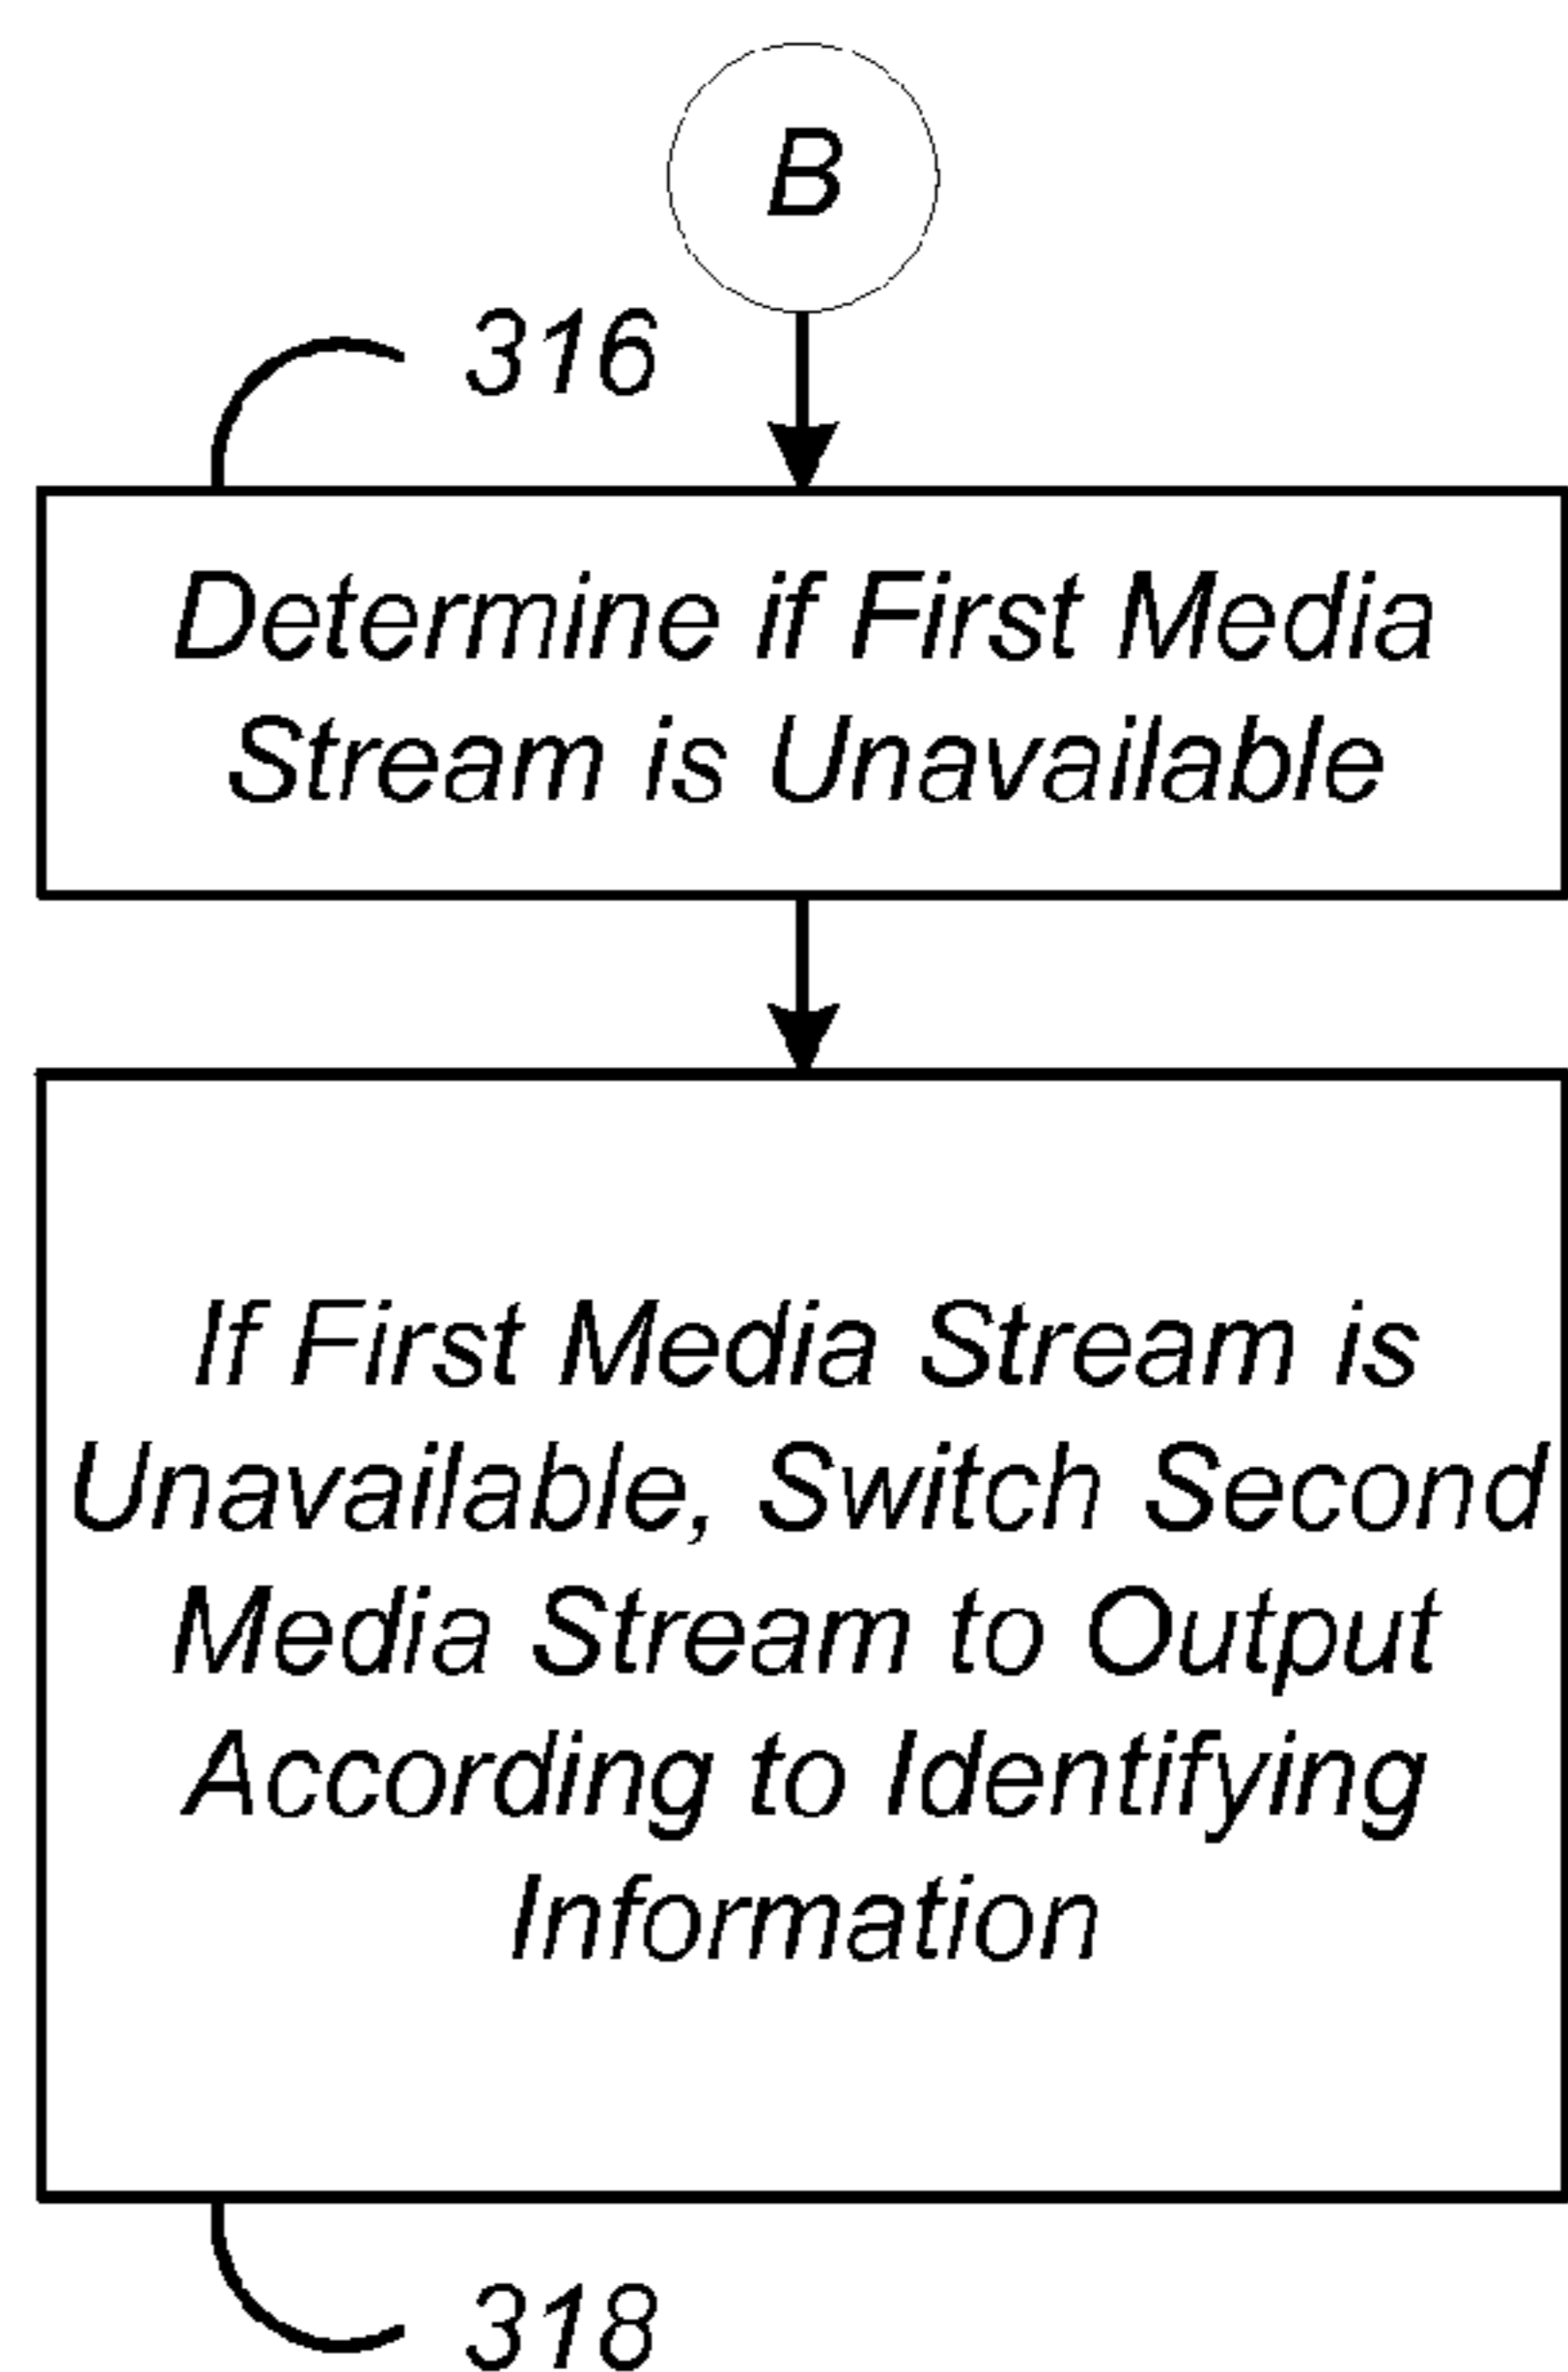 B
316
Determine if First Media
Stream is Unavailable
If First Media Stream is
Unavailable, Switch Second
Media Stream to Output
According to Identifying
Information
318